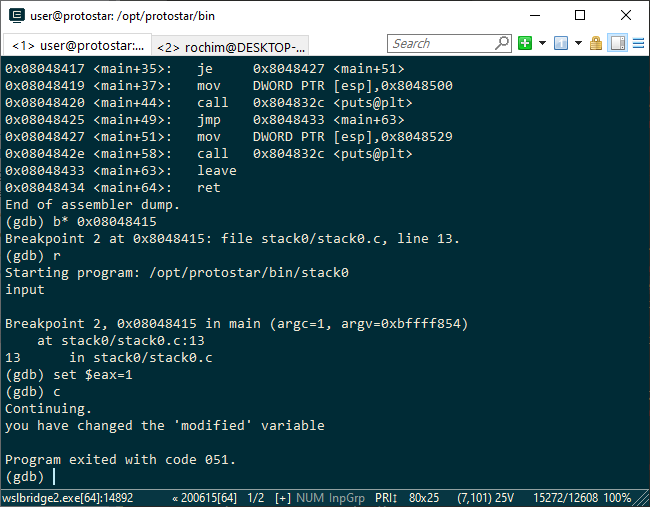 user@protostar: /opt/protostar/bin
<1> user@protostar:... <2> rochim@DESKTOP-... Search
0x08048417 <main+35>: je 0x8048427 <main+51>
0x08048419 <main+37>: mov DWORD PTR [esp],0x8048500
0x08048420 <main+44>: call 0x804832c <puts@plt>
0x08048425 <main+49>: jmp 0x8048433 <main+63>
0x08048427 <main+51>: mov DWORD PTR [esp],0x8048529
0x0804842e <main+58>: call 0x804832c <puts@plt>
0x08048433 <main+63>: leave
0x08048434 <main+64>: ret
End of assembler dump.
(gdb) b* 0x08048415
Breakpoint 2 at 0x8048415: file stack0/stack0.c, line 13.
(gdb) r
Starting program: /opt/protostar/bin/stack0
input
Breakpoint 2, 0x08048415 in main (argc=1, argv=0xbffff854)
at stack0/stack0.c:13
13 in stack0/stack0.c
(gdb) set $eax=1
(gdb) c
Continuing.
you have changed the 'modified' variable
Program exited with code 051.
(gdb)
wslbridge2.exe[64]:14892 « 200615[64] 1/2 [+] NUM InpGrp PRI↕ 80x25 (7,101) 25V 15272/12608 100%